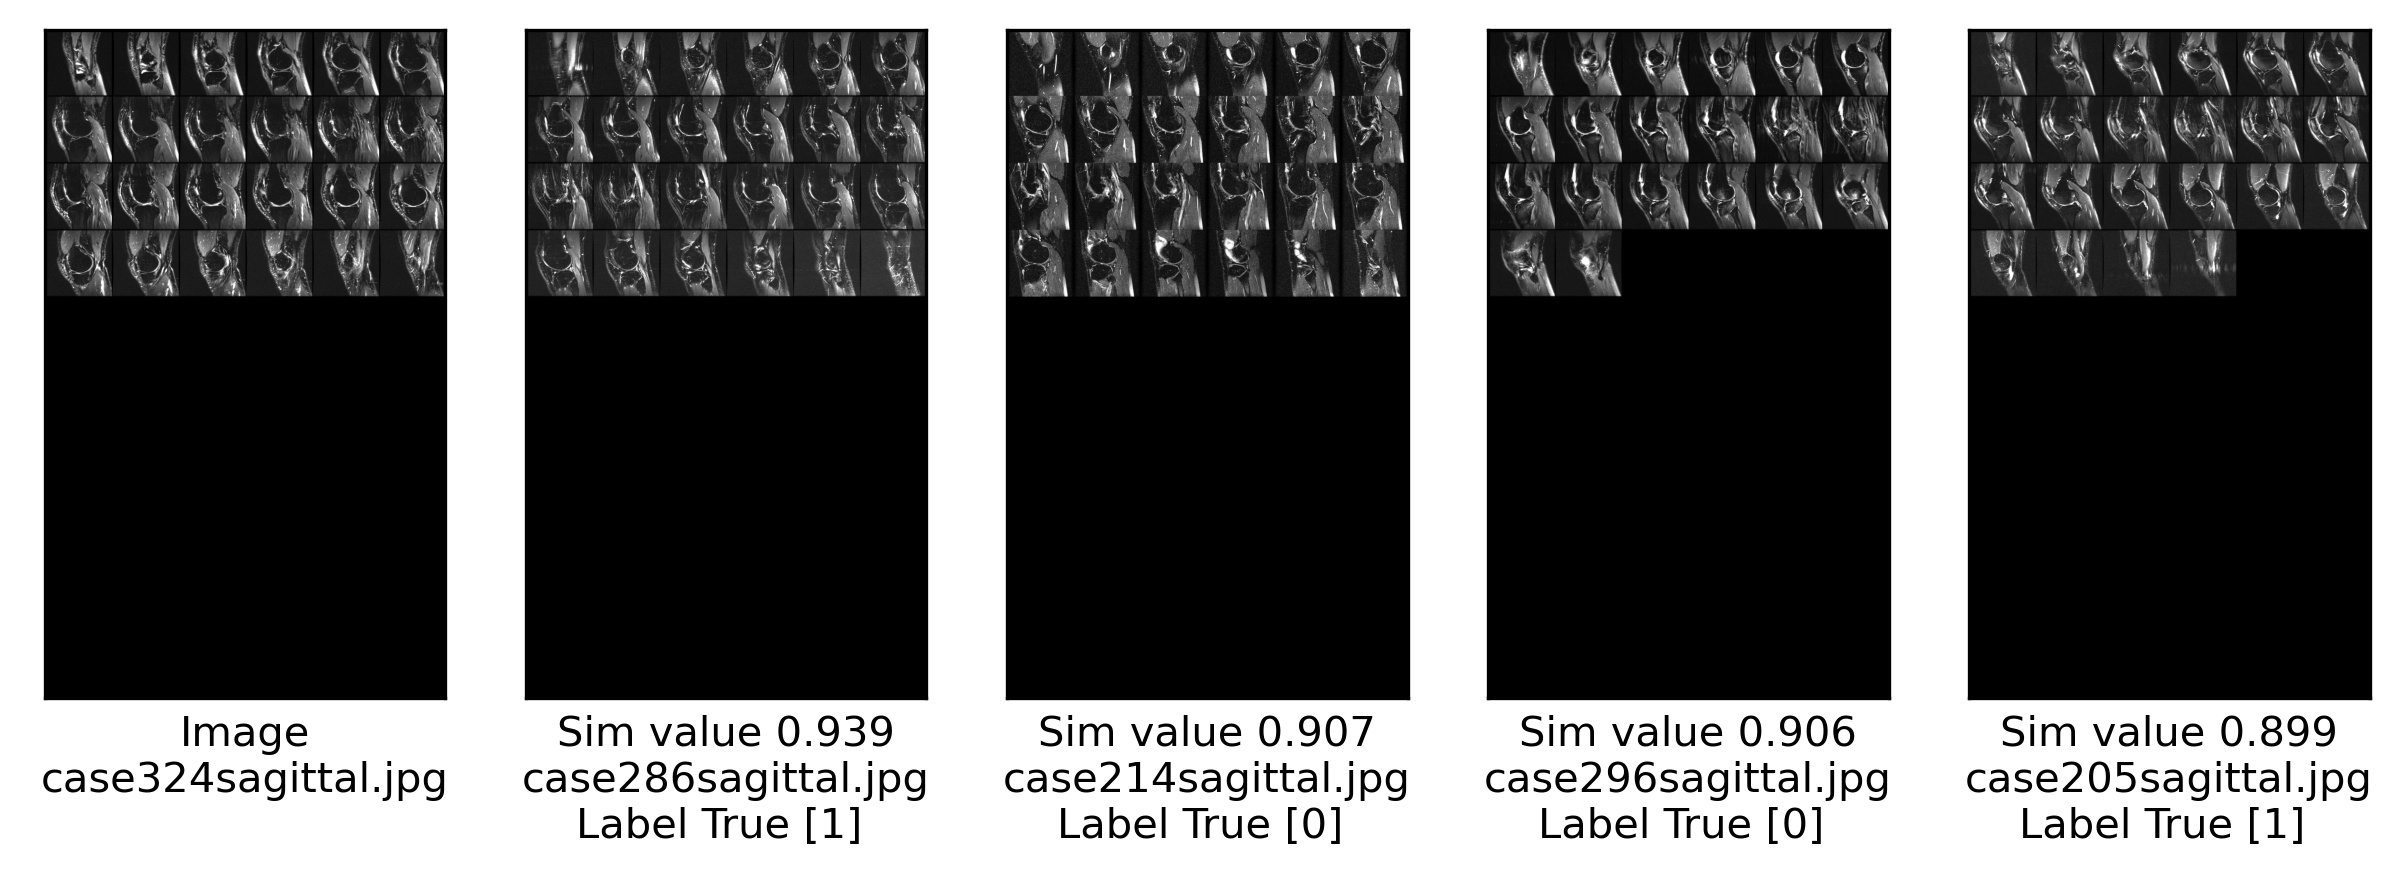 Image
case324sagittal.jpg
Sim value 0.939
case286sagittal.jpg
Label True [1]
Sim value 0.907
case214sagittal.jpg
Label True [0]
Sim value 0.906
case296sagittal.jpg
Label True [0]
Sim value 0.899
case205sagittal.jpg
Label True [1]